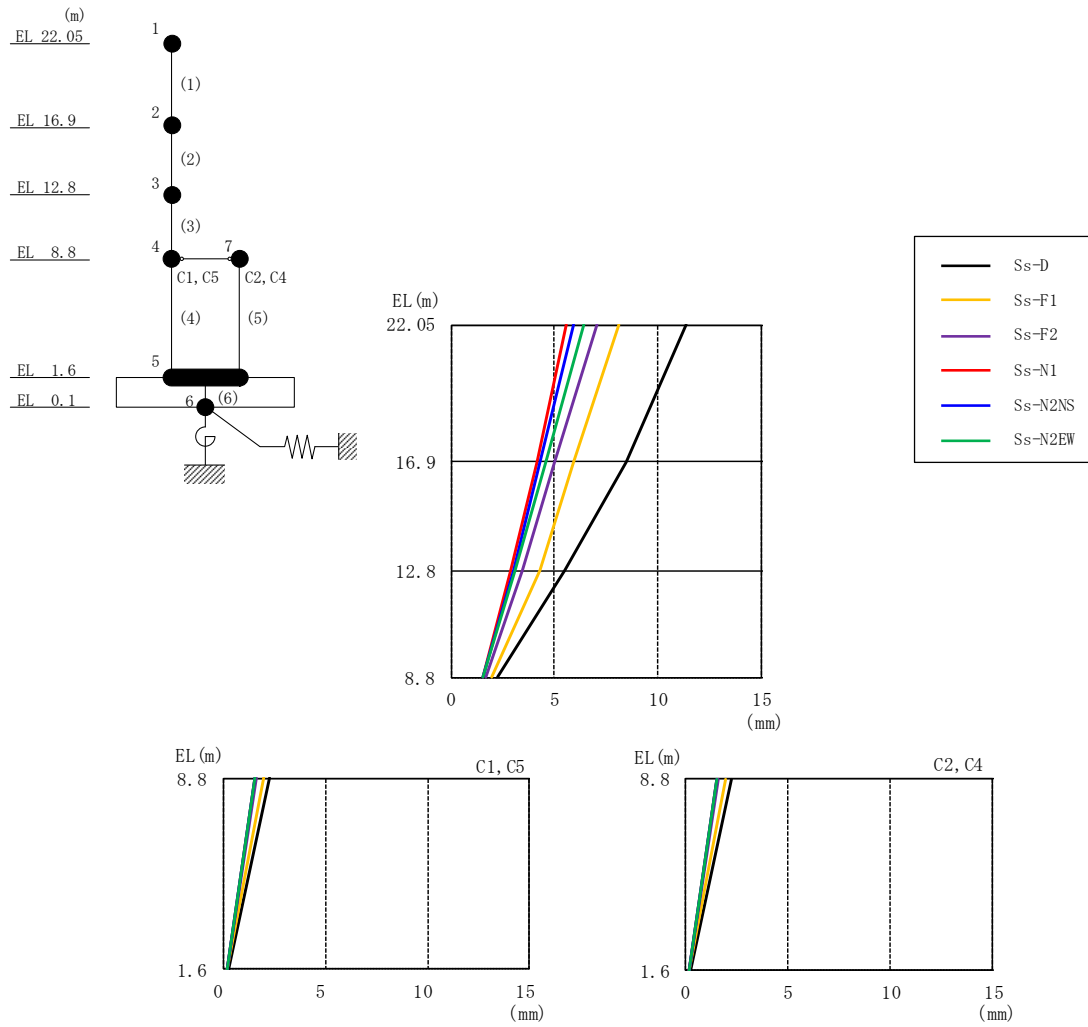 (m)
EL 22.05
1
(1)
EL 16.9
2
(2)
EL 12.8
3
(3)
EL 8.8
4
7
C1,C5
C2,C4
(4)
(5)
EL 1.6
5
EL 0.1
6
(6)
Ss-D
Ss-F1
Ss-F2
Ss-N1
Ss-N2NS
Ss-N2EW
EL(m)
22.05
16.9
12.8
8.8
0 5 10 15
(mm)
EL(m)
C1,C5
8.8
1.6
0 5 10 15
(mm)
EL(m)
C2,C4
8.8
1.6
0 5 10 15
(mm)